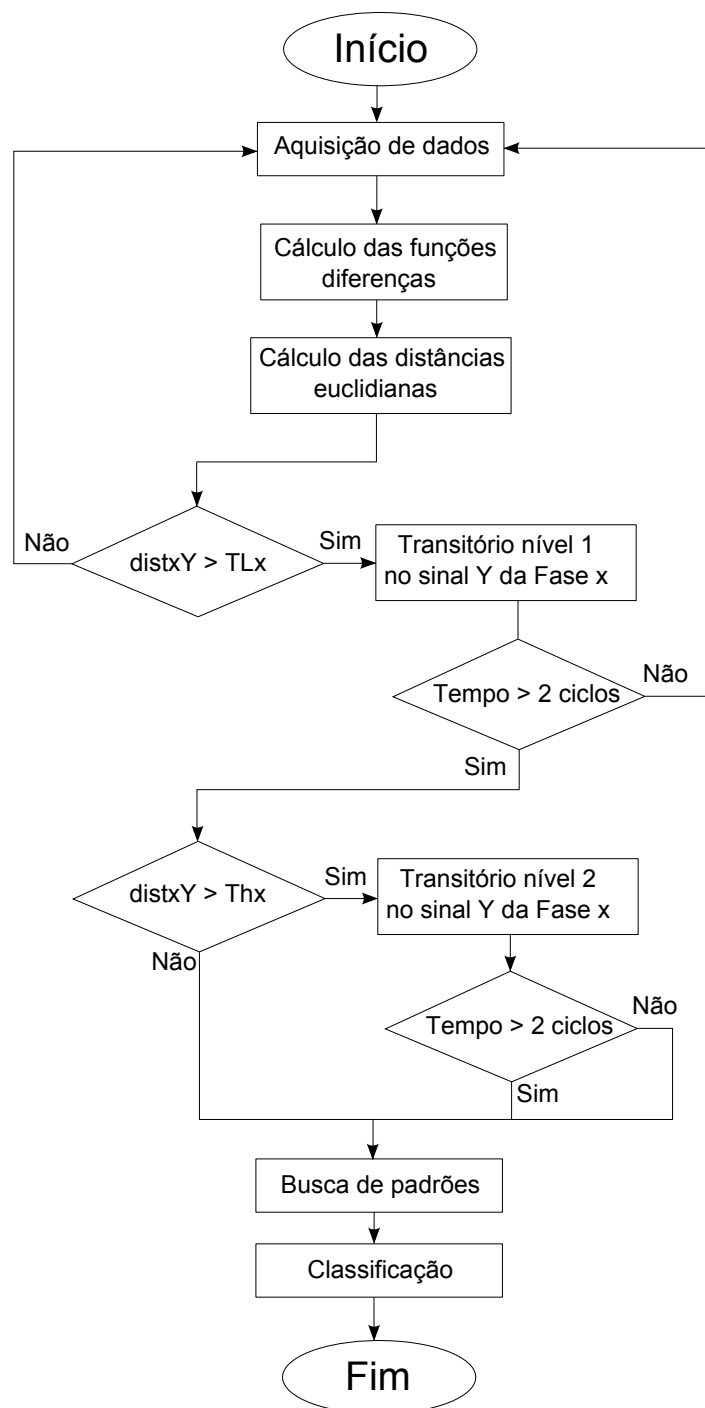 Início
Aquisição de dados
Cálculo das funções
diferenças
Cálculo das distâncias
euclidianas
Não
distxY > TLx
Sim
Transitório nível 1
no sinal Y da Fase x
Tempo > 2 ciclos
Não
Sim
distxY > Thx
Sim
Transitório nível 2
no sinal Y da Fase x
Não
Tempo > 2 ciclos
Não
Sim
Busca de padrões
Classificação
Fim